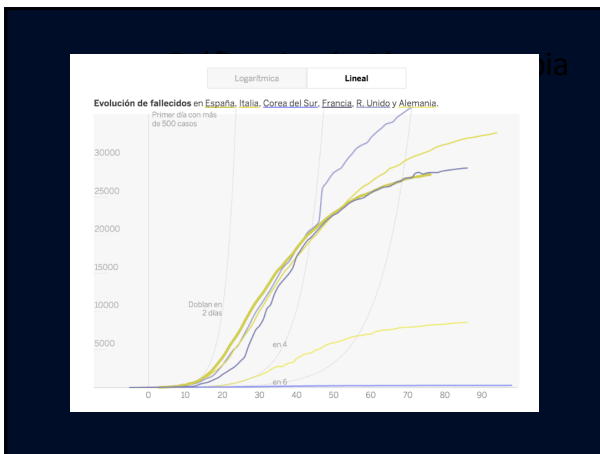 Logarítmica Lineal
Evolución de fallecidos en España, Italia, Corea del Sur, Francia, R. Unido y Alemania.
Primer día con más
de 500 casos
30000
25000
20000
15000
10000
Doblan en
2 días
5000
en 4
en 6
0 10 20 30 40 50 60 70 80 90